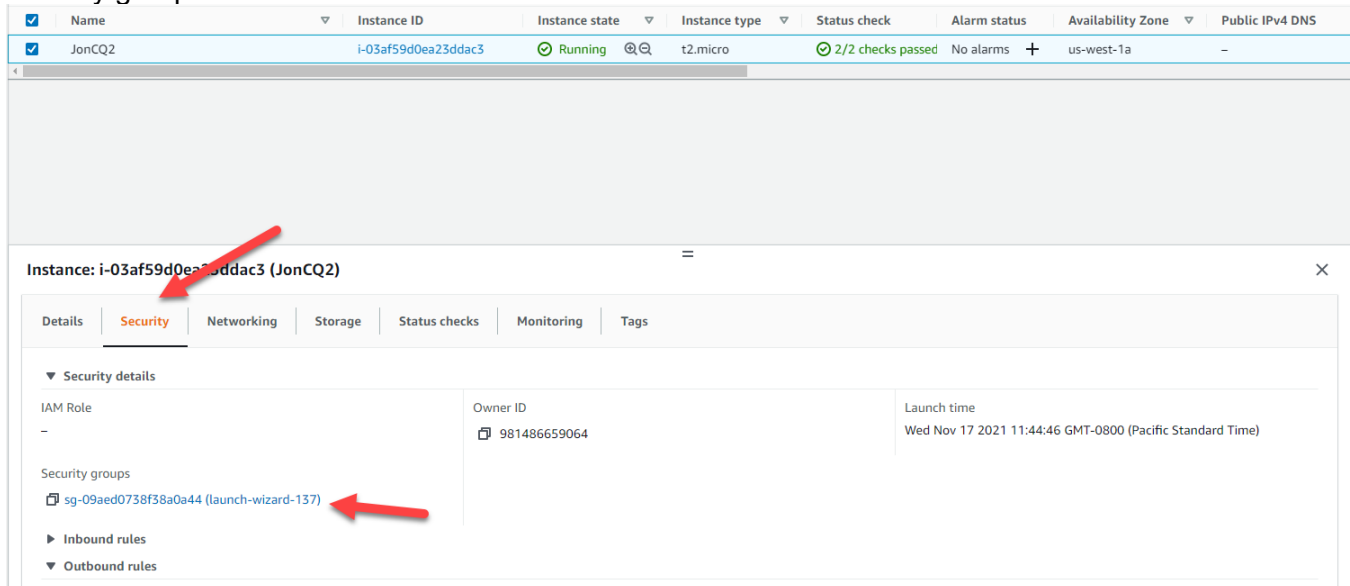 Name Instance ID Instance state Instance type Status check Alarm status Availability Zone Public IPv4 DNS
JonCQ2 i-03af59d0ea23ddac3 Running t2.micro 2/2 checks passed No alarms + us-west-1a –
Instance: i-03af59d0ea23ddac3 (JonCQ2)
Details Security Networking Storage Status checks Monitoring Tags
Security details
IAM Role Owner ID Launch time
– 981486659064 Wed Nov 17 2021 11:44:46 GMT-0800 (Pacific Standard Time)
Security groups
sg-09aed0738f38a0a44 (launch-wizard-137)
Inbound rules
Outbound rules